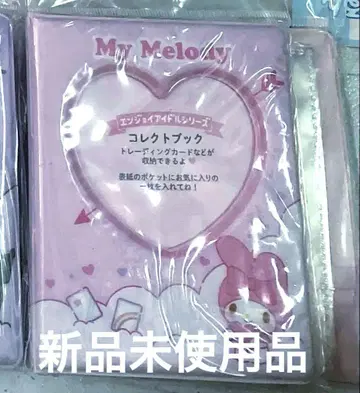 My Melody
エンジョイアイドルシリーズ
コレクトブック
トレーディングカードなどが
収納できるよ♥
表紙のポケットにお気に入りの
一枚を入れてね!
新品未使用品